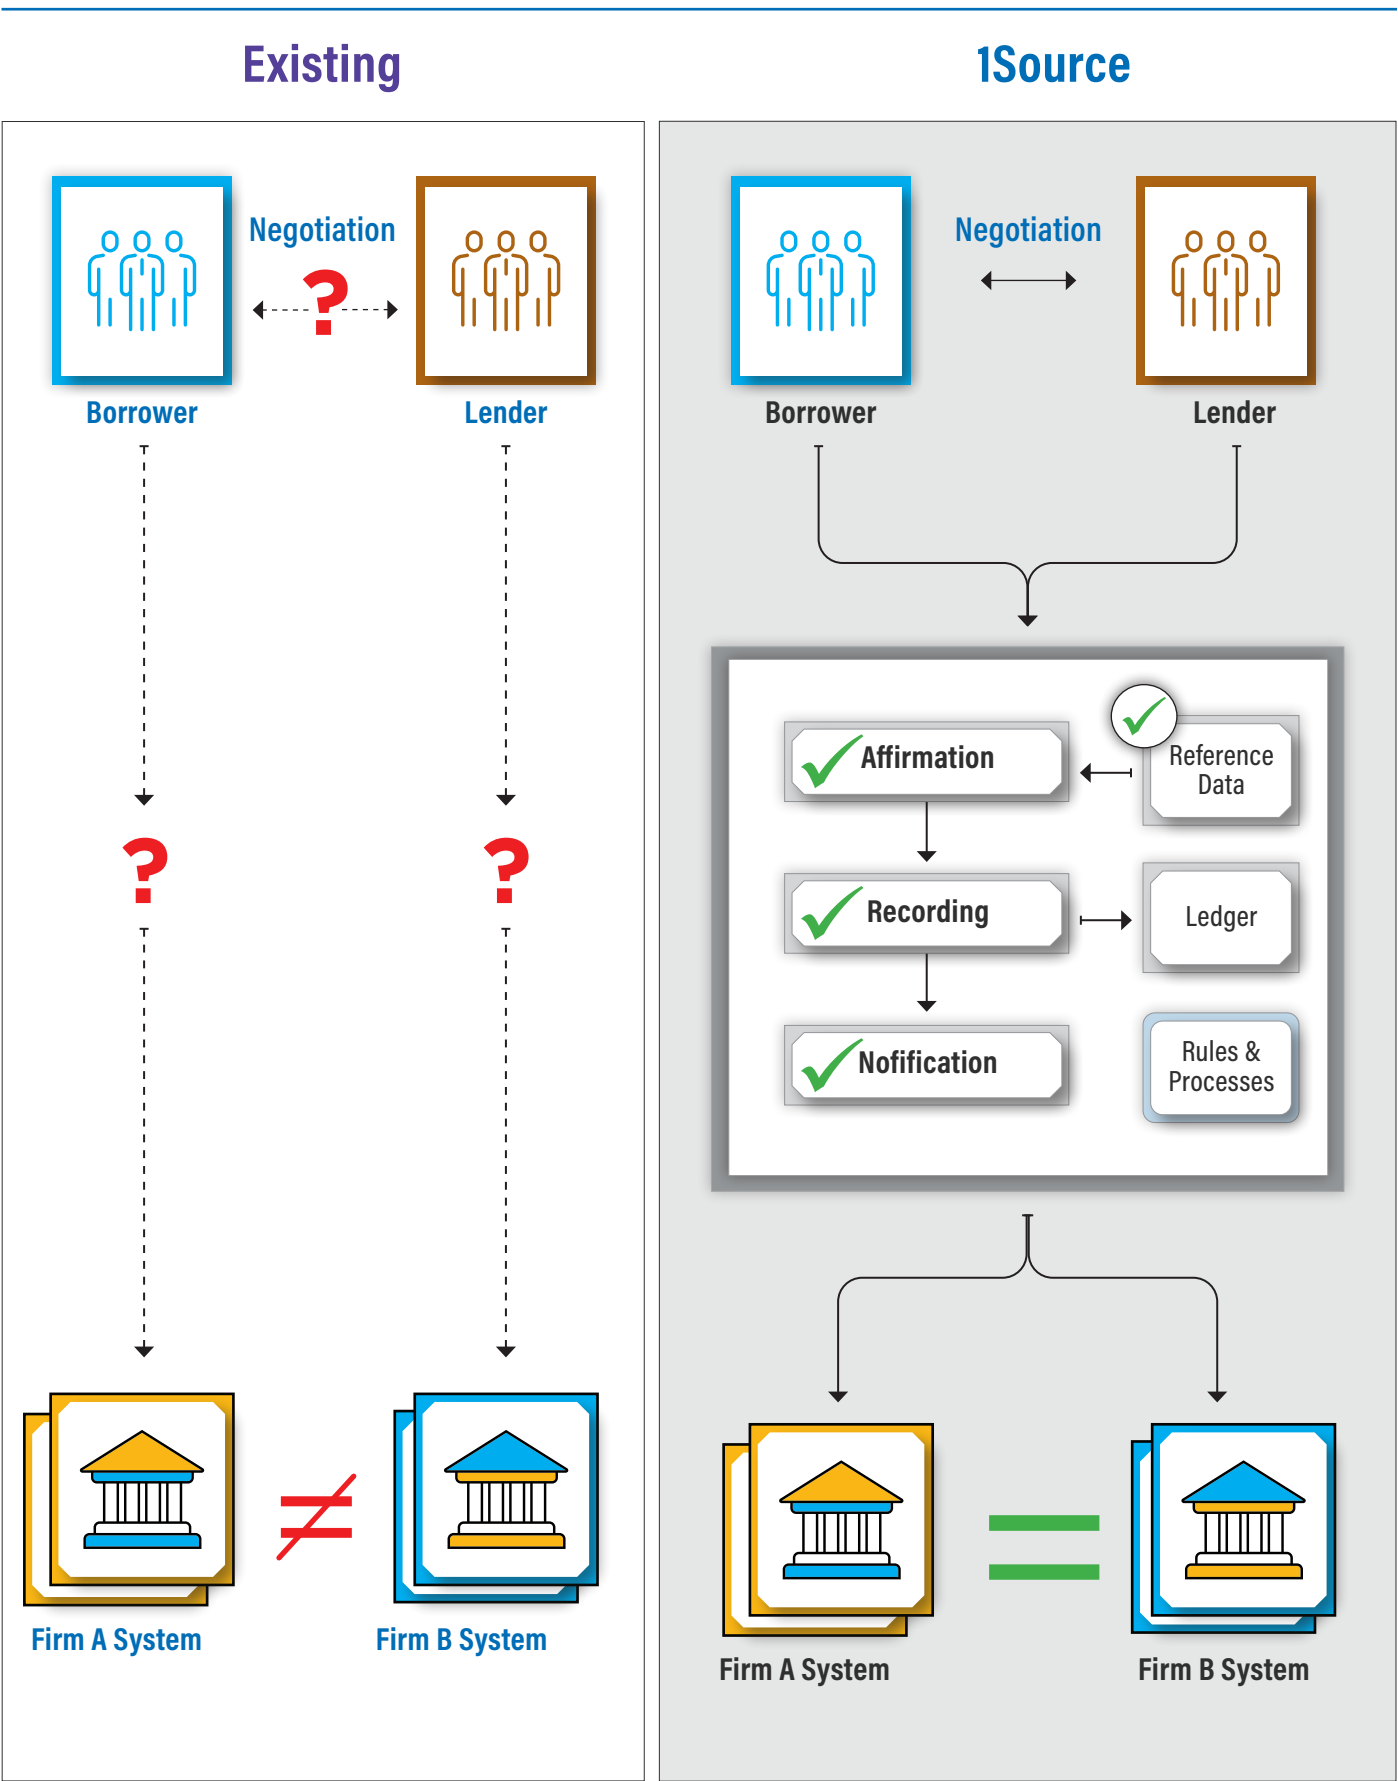 Existing
Negotiation
?
Borrower
Lender
?
?
Firm A System
≠
Firm B System
1Source
Negotiation
Borrower
Lender
Affirmation
Reference
Data
Recording
Ledger
Nofification
Rules &
Processes
Firm A System
=
Firm B System